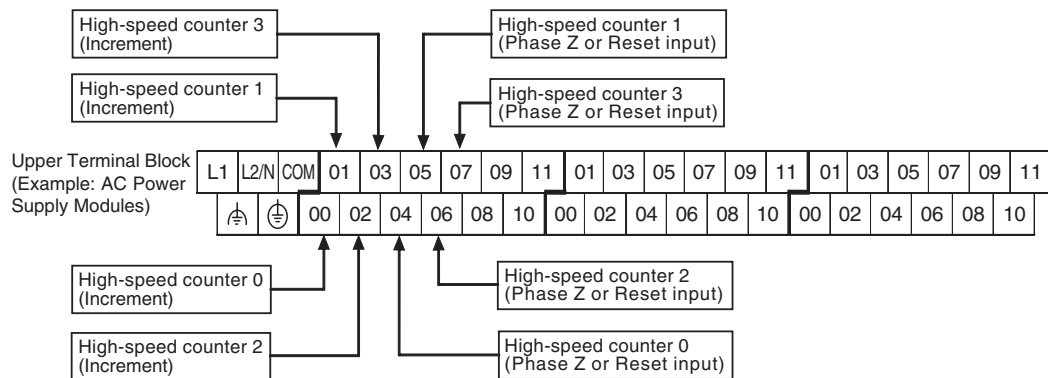 High-speed counter 3
(Increment)
High-speed counter 1
(Phase Z or Reset input)
High-speed counter 1
(Increment)
High-speed counter 3
(Phase Z or Reset input)
Upper Terminal Block
(Example: AC Power
Supply Modules)
L1 L2/N COM 01 03 05 07 09 11 01 03 05 07 09 11 01 03 05 07 09 11
00 02 04 06 08 10 00 02 04 06 08 10 00 02 04 06 08 10
High-speed counter 0
(Increment)
High-speed counter 2
(Phase Z or Reset input)
High-speed counter 2
(Increment)
High-speed counter 0
(Phase Z or Reset input)